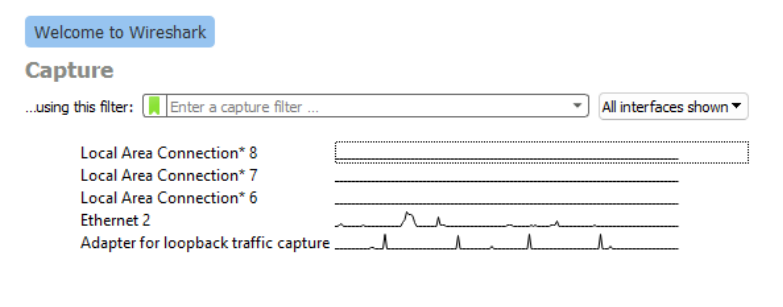 Welcome to Wireshark
Capture
...using this filter: Enter a capture filter ... All interfaces shown
Local Area Connection* 8
Local Area Connection* 7
Local Area Connection* 6
Ethernet 2
Adapter for loopback traffic capture